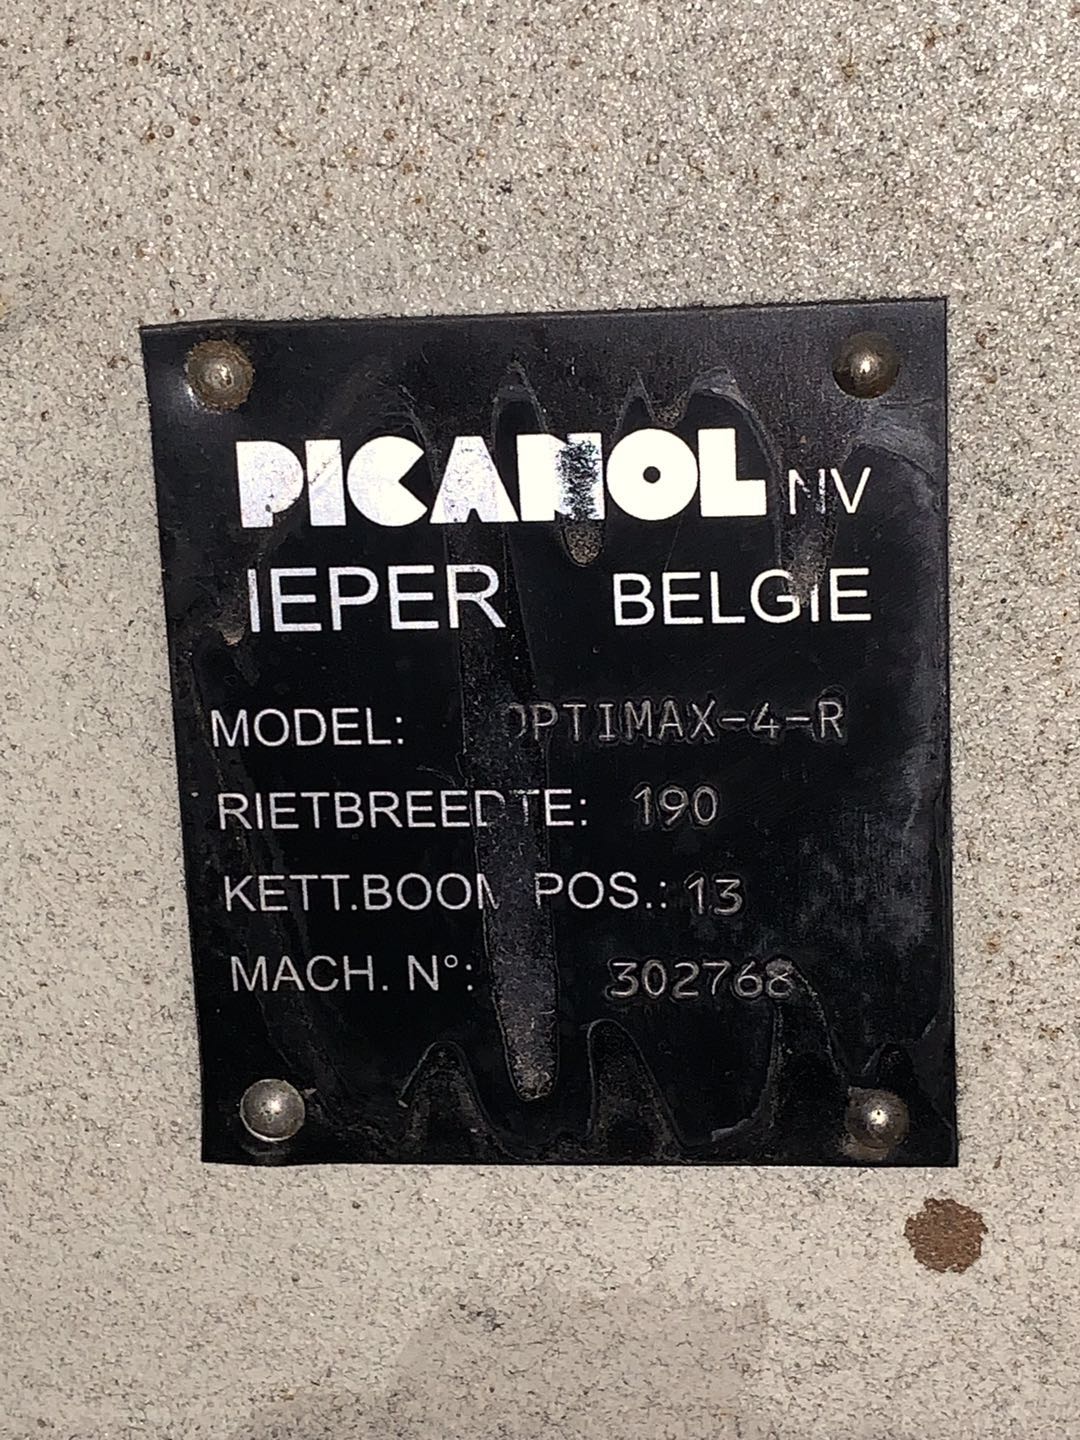 PICANOL NV
IEPER BELGIE
MODEL: OPTIMAX-4-R
RIETBREEDTE: 190
KETT.BOOM POS.: 13
MACH. N°: 302768